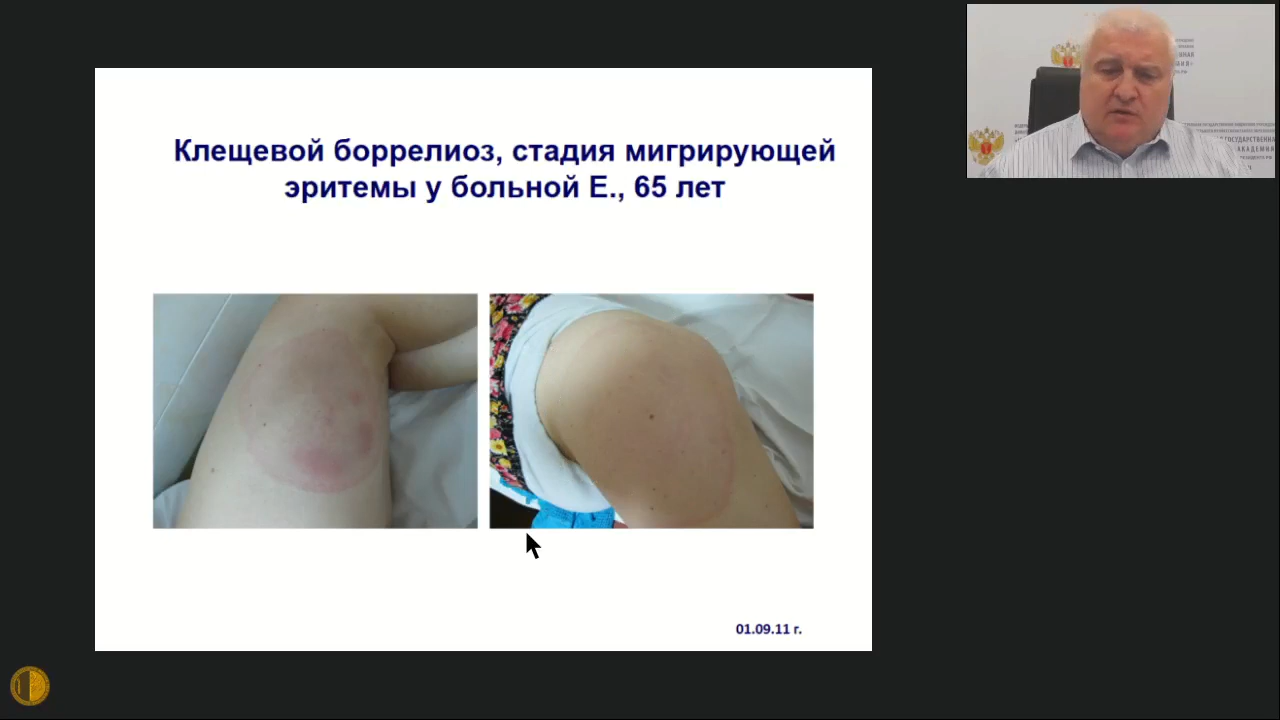 Клещевой боррелиоз, стадия мигрирующей
эритемы у больной Е., 65 лет
01.09.11 г.